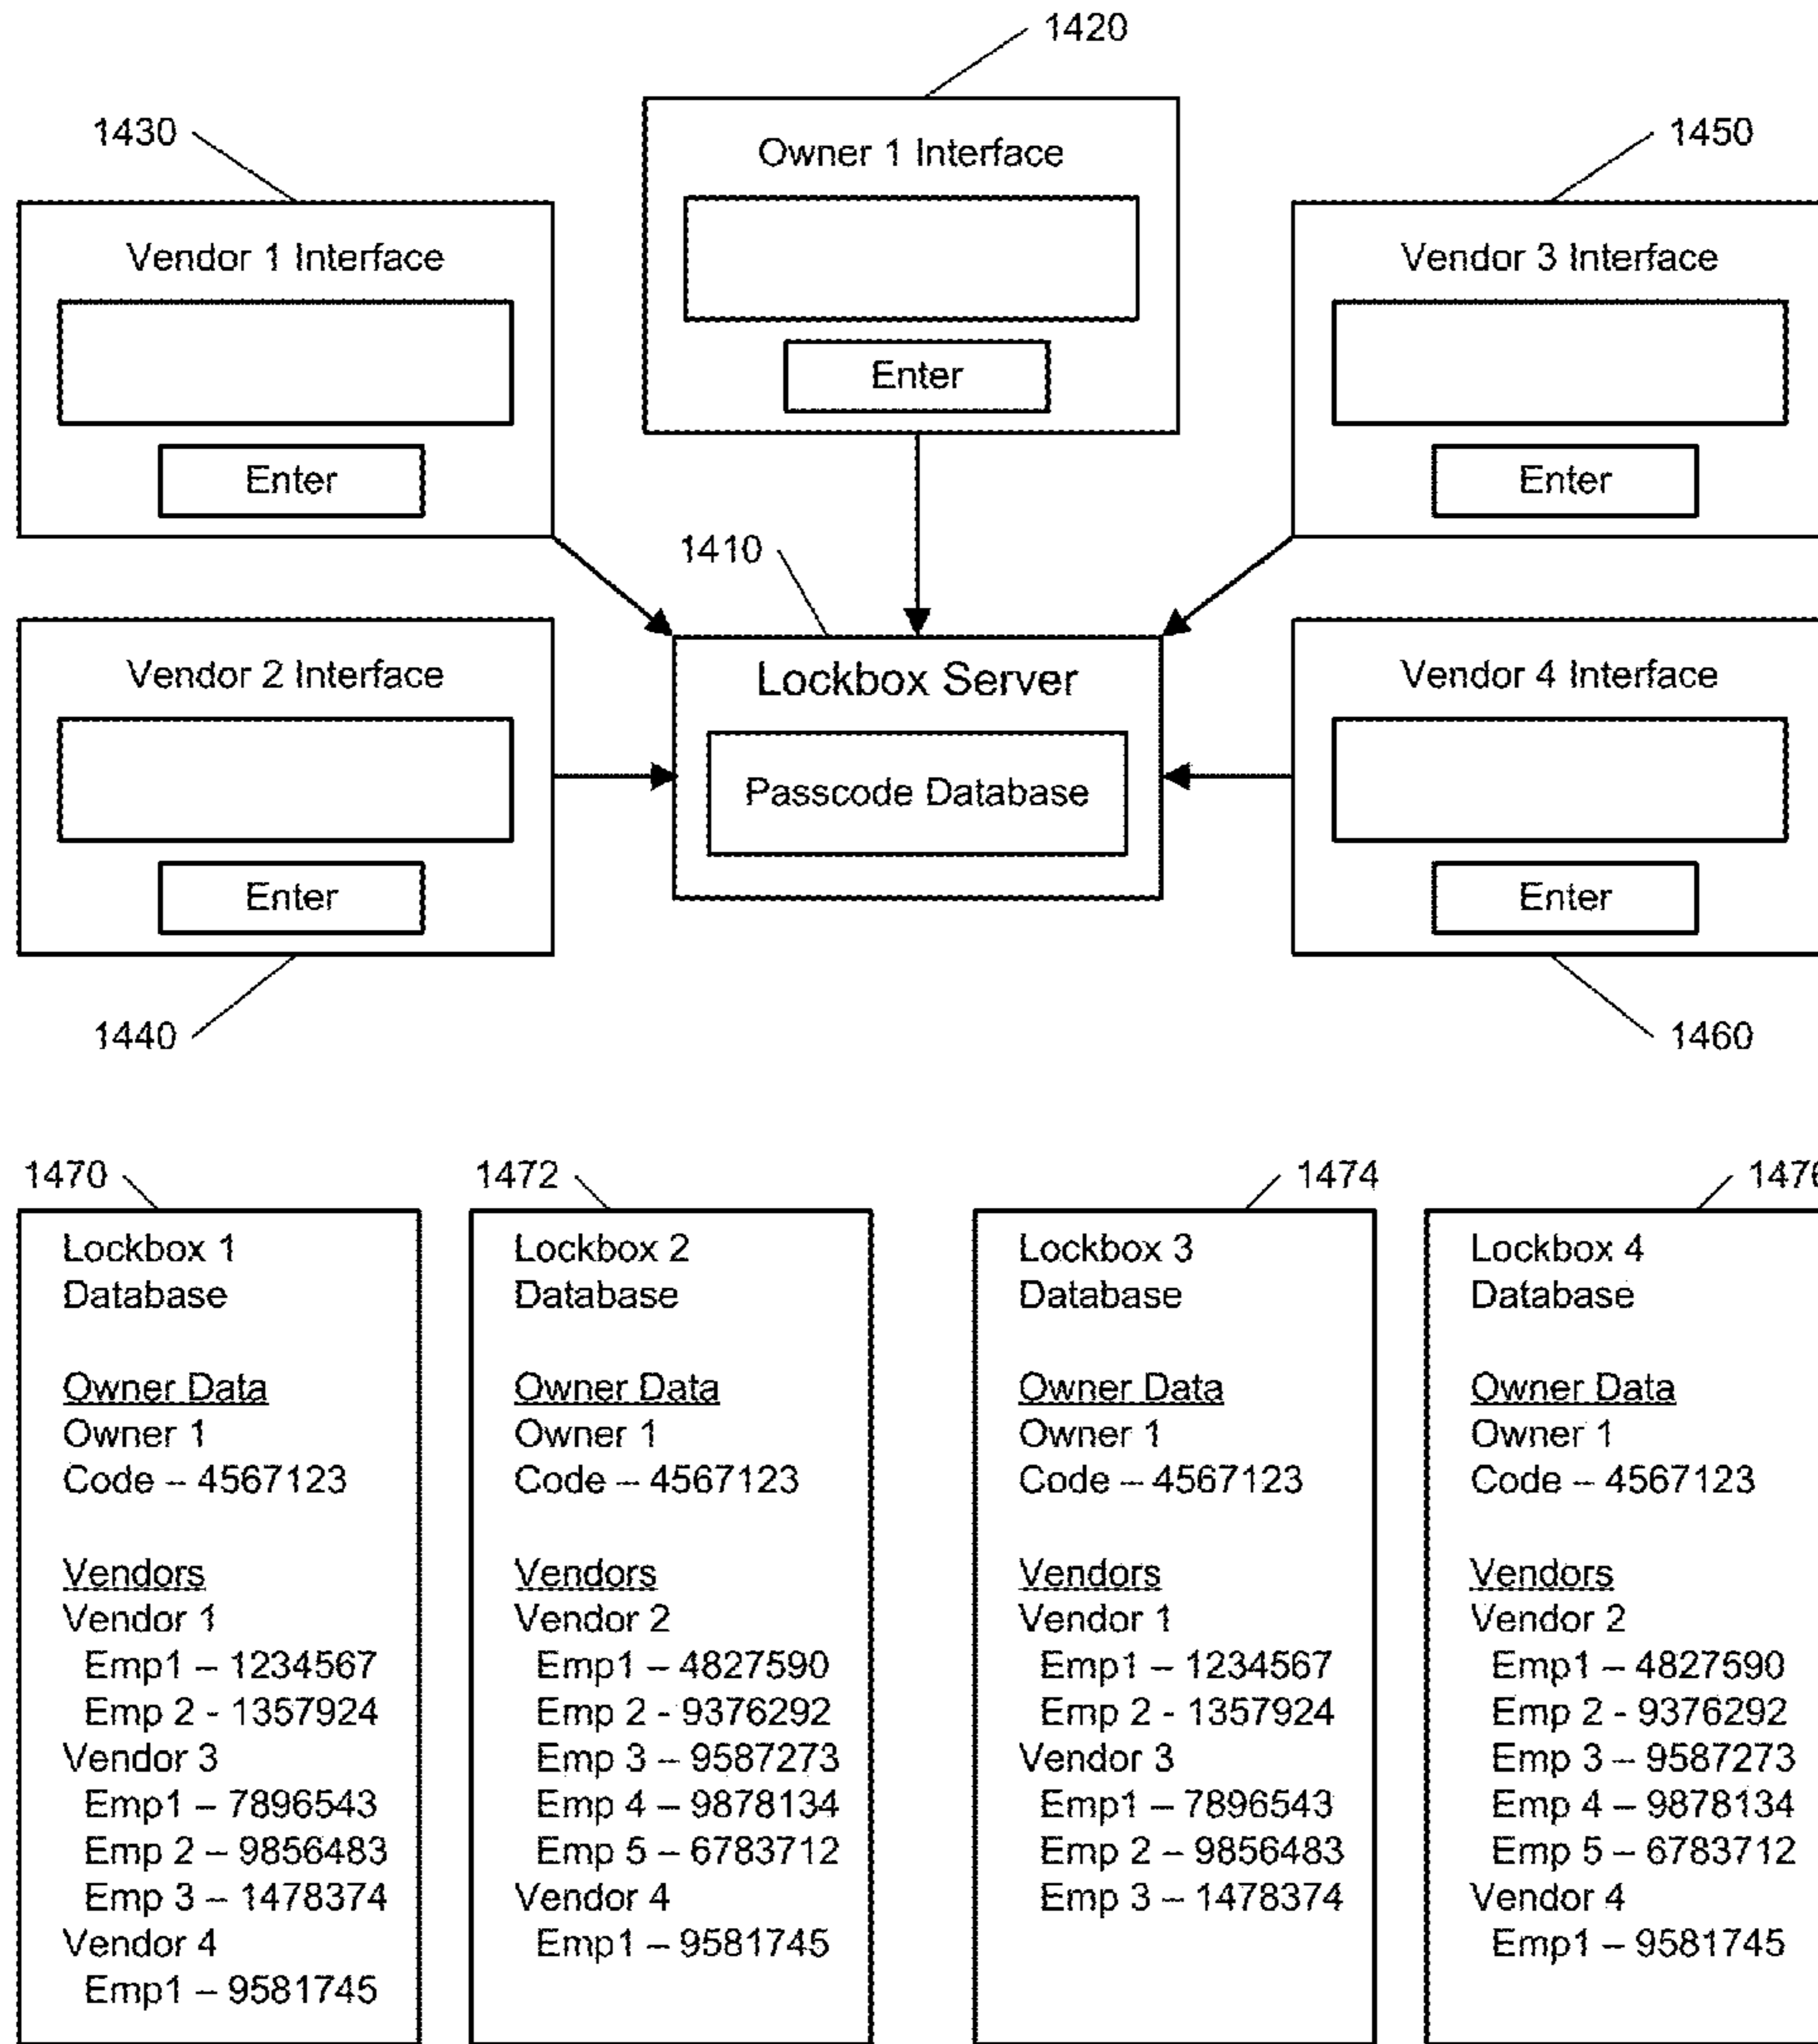 1420
1430
1450
Owner 1 Interface
Enter
Vendor 1 Interface
Enter
Vendor 3 Interface
Enter
1410
Lockbox Server
Passcode Database
Vendor 2 Interface
Enter
Vendor 4 Interface
Enter
1440
1460
1470
Lockbox 1
Database
Owner Data
Owner 1
Code – 4567123
Vendors
Vendor 1
Emp1 – 1234567
Emp 2 - 1357924
Vendor 3
Emp1 – 7896543
Emp 2 – 9856483
Emp 3 – 1478374
Vendor 4
Emp1 – 9581745
1472
Lockbox 2
Database
Owner Data
Owner 1
Code – 4567123
Vendors
Vendor 2
Emp1 – 4827590
Emp 2 - 9376292
Emp 3 – 9587273
Emp 4 – 9878134
Emp 5 – 6783712
Vendor 4
Emp1 – 9581745
1474
Lockbox 3
Database
Owner Data
Owner 1
Code – 4567123
Vendors
Vendor 1
Emp1 – 1234567
Emp 2 - 1357924
Vendor 3
Emp1 – 7896543
Emp 2 – 9856483
Emp 3 – 1478374
1476
Lockbox 4
Database
Owner Data
Owner 1
Code – 4567123
Vendors
Vendor 2
Emp1 – 4827590
Emp 2 - 9376292
Emp 3 – 9587273
Emp 4 – 9878134
Emp 5 – 6783712
Vendor 4
Emp1 – 9581745